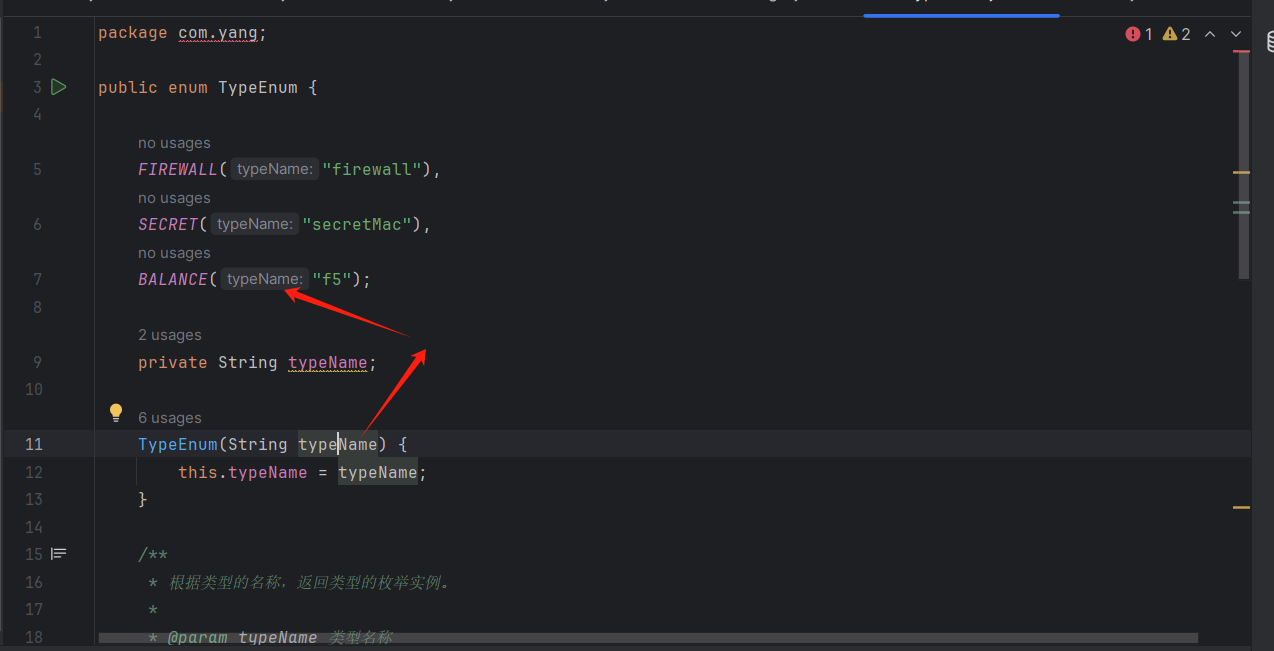 1 package com.yang;
1 2
2
3 public enum TypeEnum {
4
no usages
5 FIREWALL( typeName: "firewall"),
no usages
6 SECRET( typeName: "secretMac"),
no usages
7 BALANCE( typeName: "f5");
8
2 usages
9 private String typeName;
10
6 usages
11 TypeEnum(String typeName) {
12 this.typeName = typeName;
13 }
14
15 /**
16 * 根据类型的名称，返回类型的枚举实例。
17 *
18 * @param typeName 类型名称